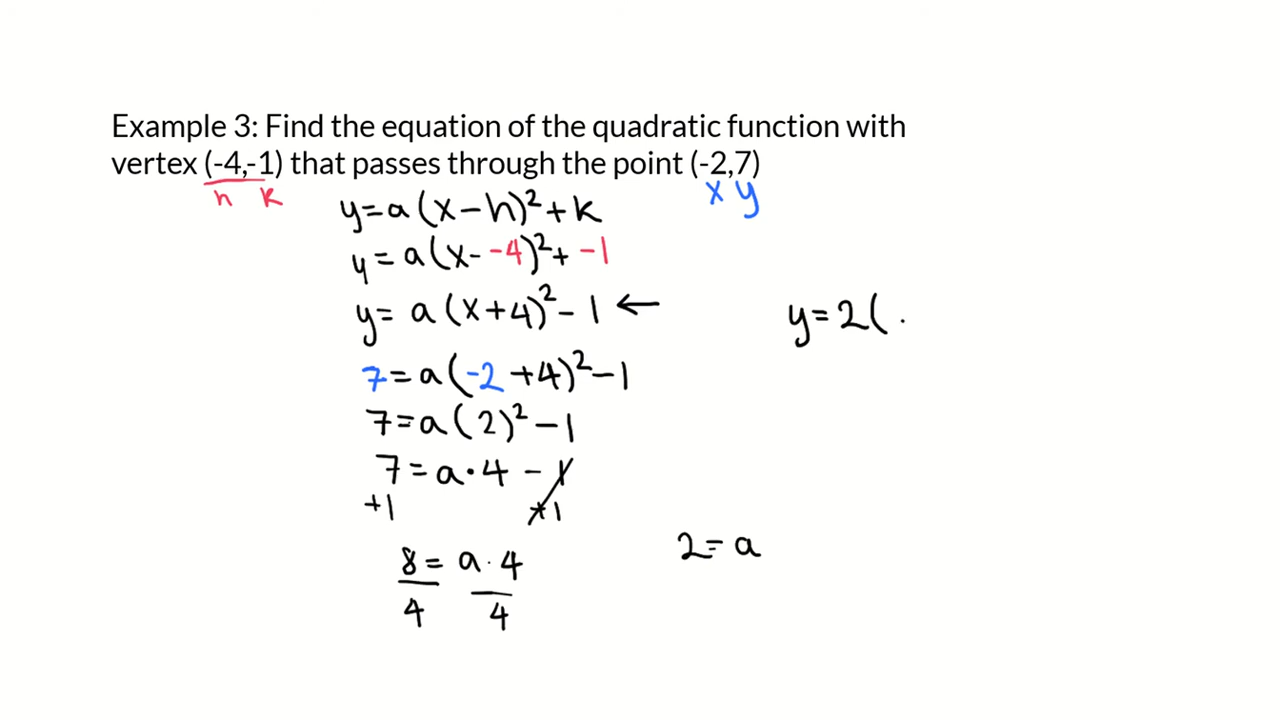 Example 3: Find the equation of the quadratic function with
vertex (-4,-1) that passes through the point (-2,7)
h k x y
y=a(x-h)²+k
y=a(x--4)²+-1
y=a(x+4)²-1 ←
y=2(
7=a(-2+4)²-1
7=a(2)²-1
7=a·4-1
+1 +1
8=a·4
4 4
2=a